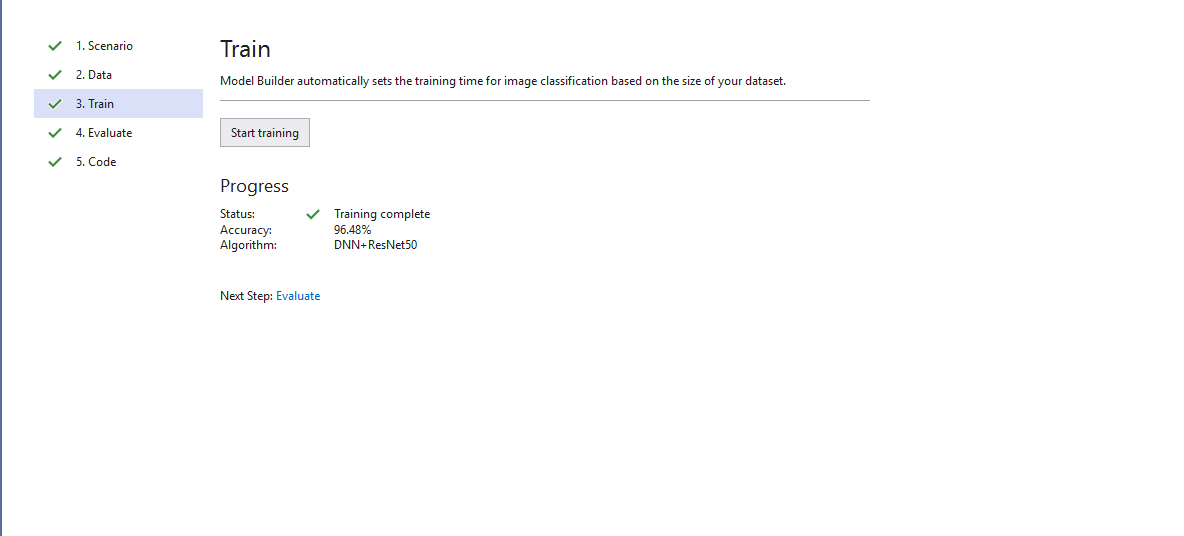 1. Scenario
2. Data
3. Train
4. Evaluate
5. Code
Train
Model Builder automatically sets the training time for image classification based on the size of your dataset.
Start training
Progress
Status: Training complete
Accuracy: 96.48%
Algorithm: DNN+ResNet50
Next Step: Evaluate